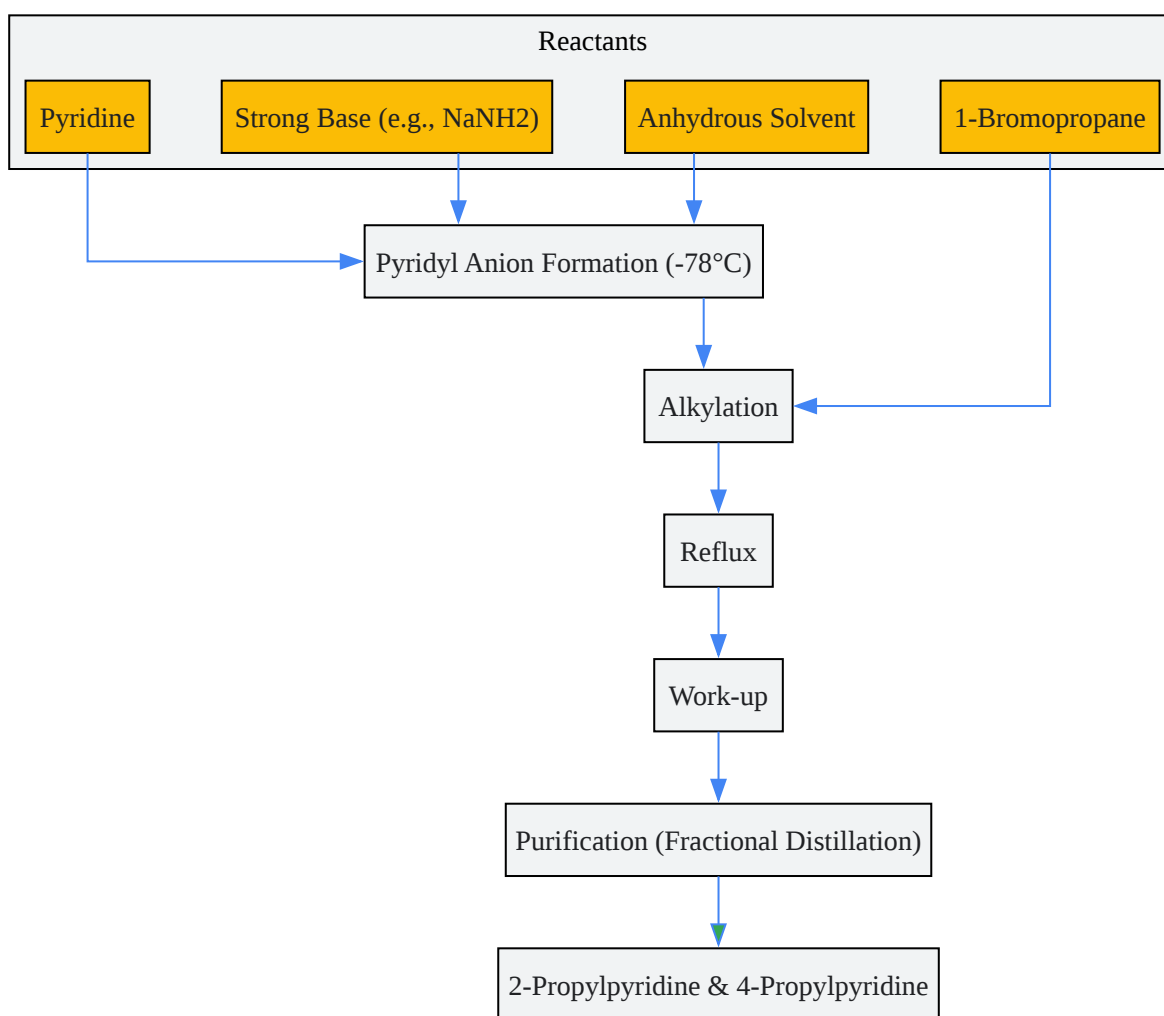 Reactants
Pyridine
Strong Base (e.g., NaNH2)
Anhydrous Solvent
1-Bromopropane
Pyridyl Anion Formation (-78°C)
Alkylation
Reflux
Work-up
Purification (Fractional Distillation)
2-Propylpyridine & 4-Propylpyridine